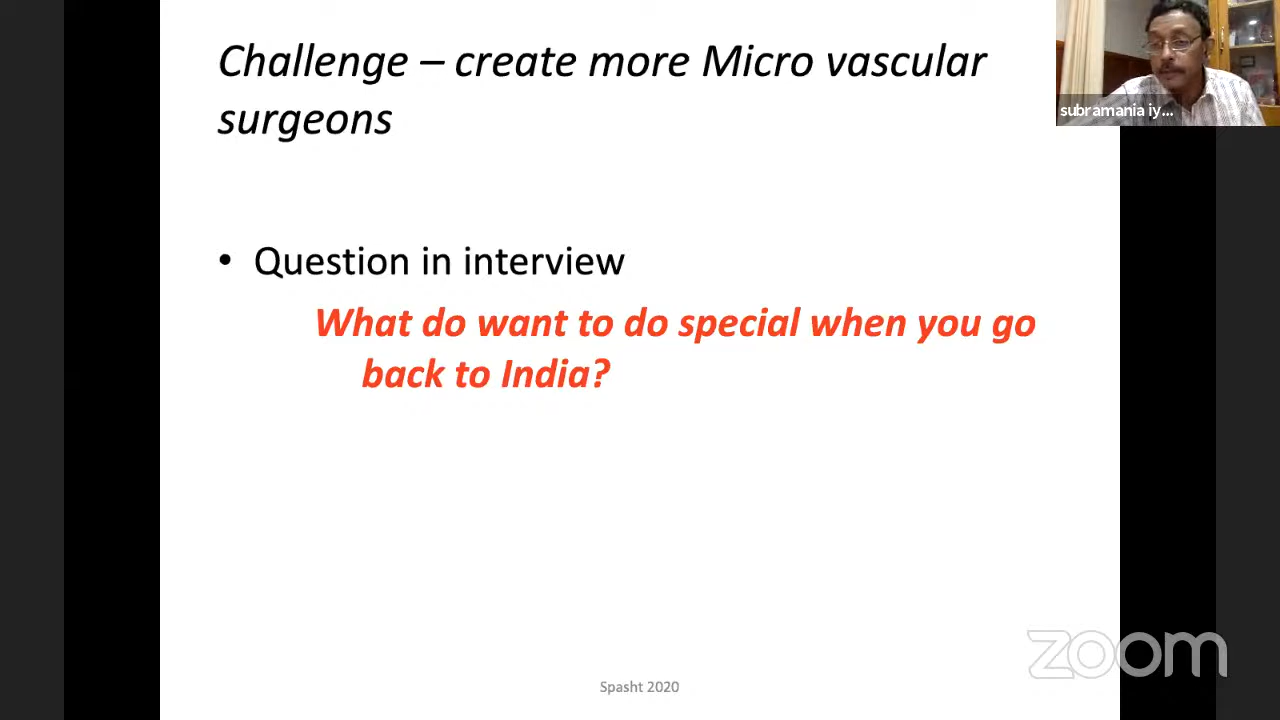 Challenge – create more Micro vascular
surgeons
subramania iy...
• Question in interview
What do want to do special when you go
back to India?
zoom
Spasht 2020